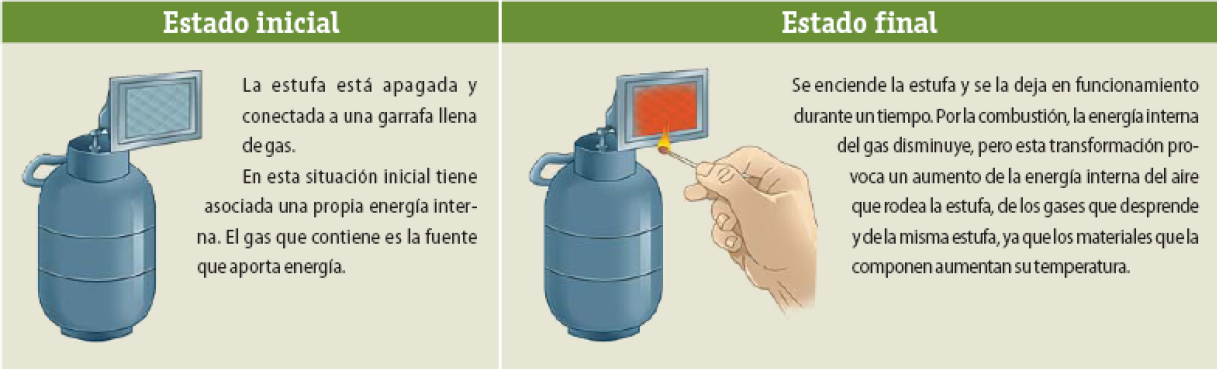 Estado inicial
La estufa está apagada y
conectada a una garrafa llena
de gas.
En esta situación inicial tiene
asociada una propia energía inter-
na. El gas que contiene es la fuente
que aporta energía.
Estado final
Se enciende la estufa y se la deja en funcionamiento
durante un tiempo. Por la combustión, la energía interna
del gas disminuye, pero esta transformación pro-
voca un aumento de la energía interna del aire
que rodea la estufa, de los gases que desprende
y de la misma estufa, ya que los materiales que la
componen aumentan su temperatura.